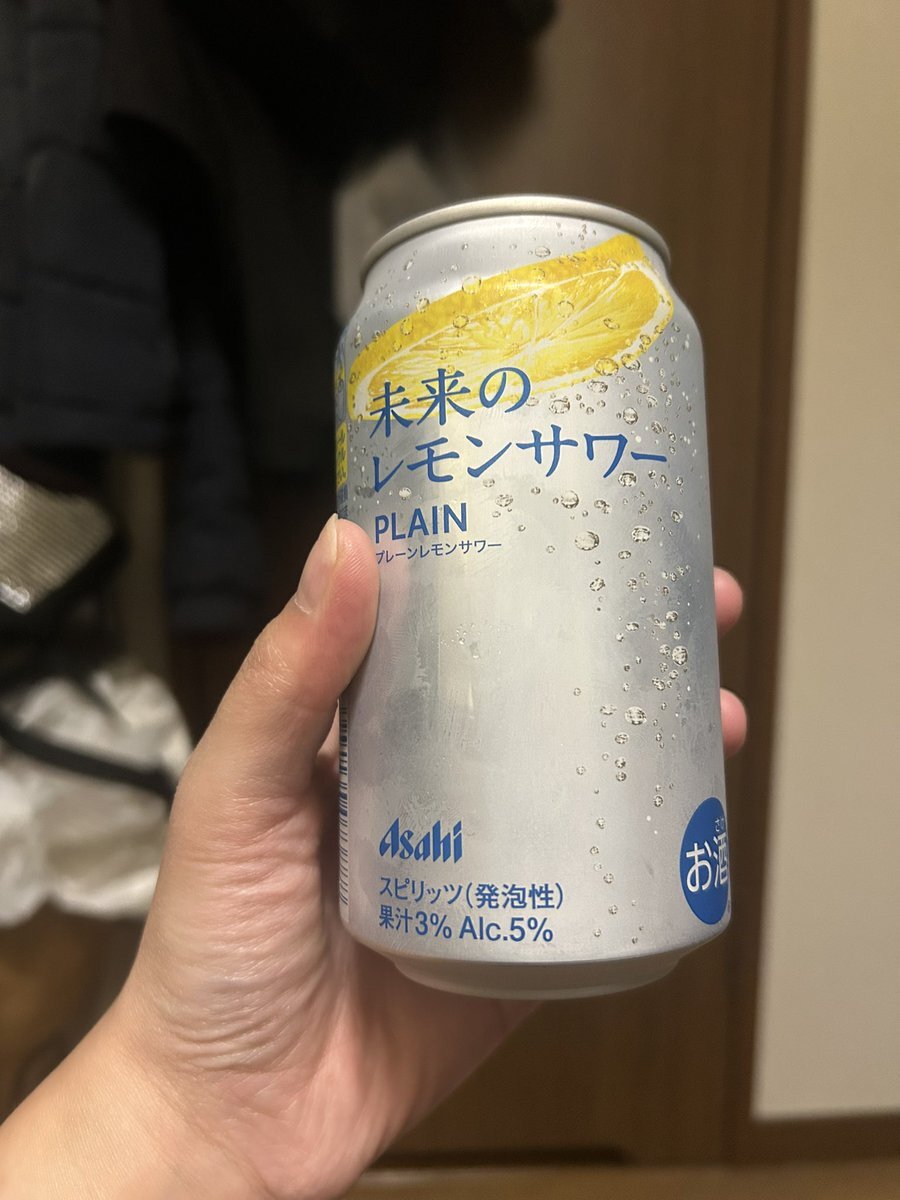 未来の
レモンサワー
PLAIN
プレーンレモンサワー
Asahi
スピリッツ(発泡性)
果汁3% Alc.5%
お酒